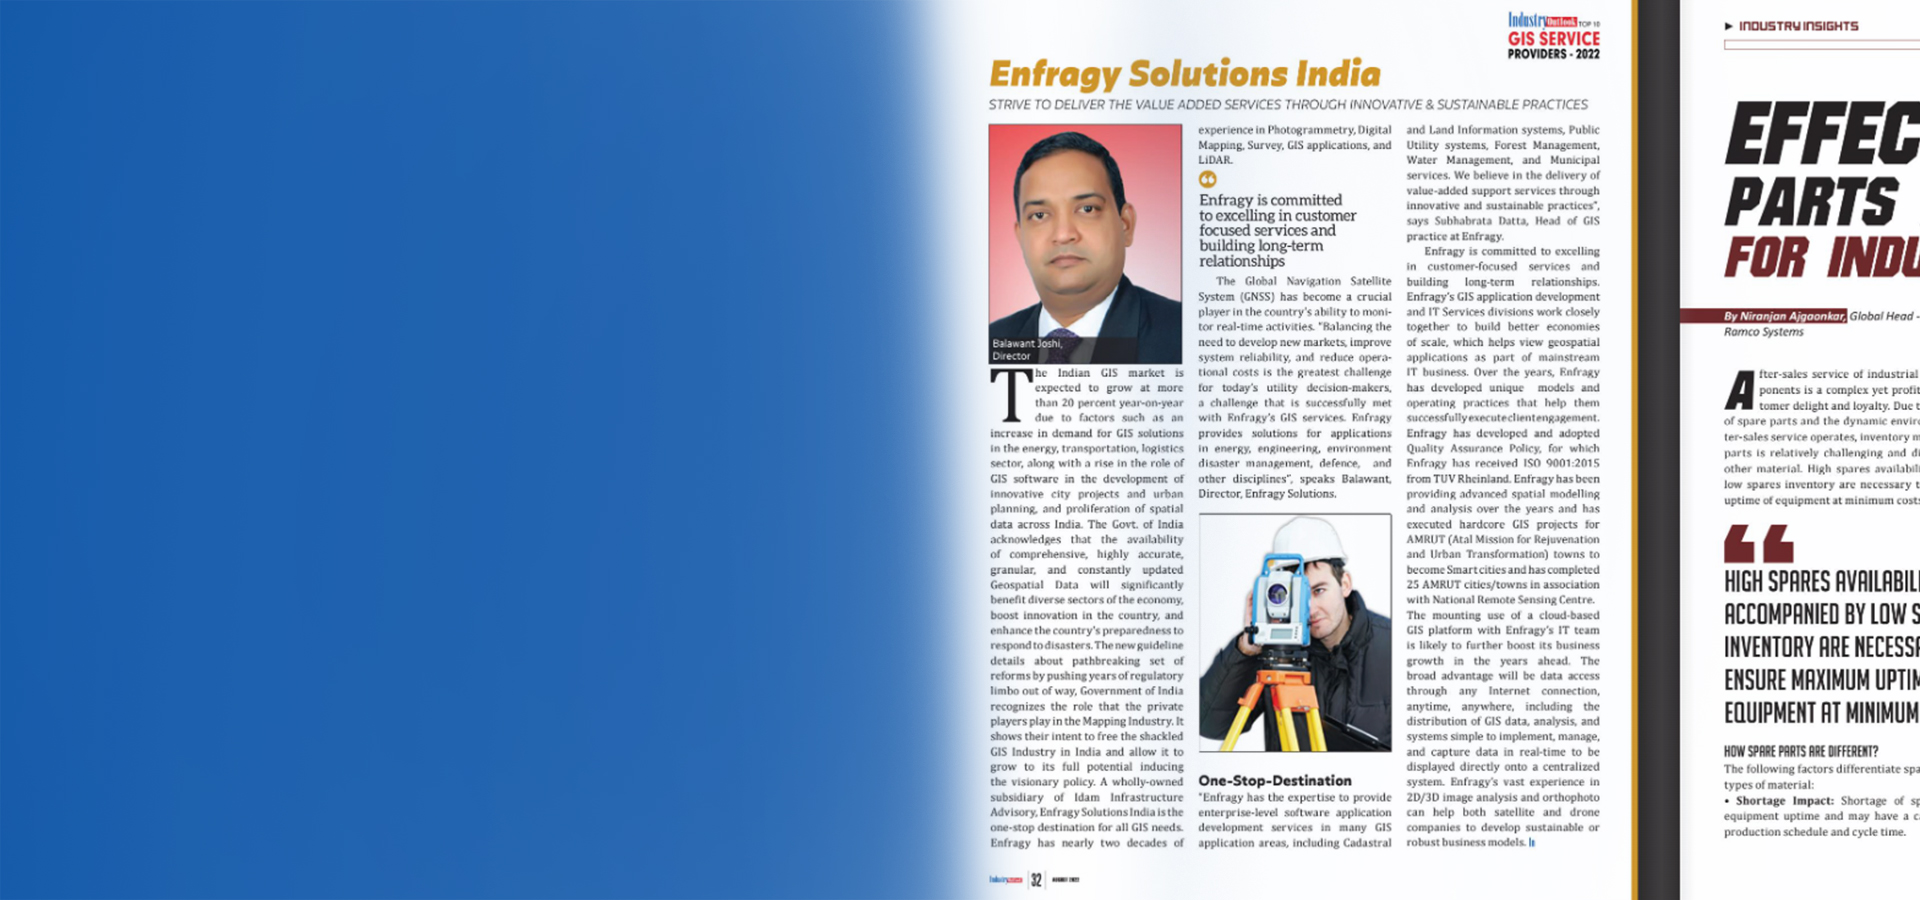 IndustryOutlook TOP 10
GIS SERVICE
PROVIDERS - 2022
Enfragy Solutions India
STRIVE TO DELIVER THE VALUE ADDED SERVICES THROUGH INNOVATIVE & SUSTAINABLE PRACTICES
Balawant Joshi,
Director
The Indian GIS market is
expected to grow at more
than 20 percent year-on-year
due to factors such as an
increase in demand for GIS solutions
in the energy, transportation, logistics
sector, along with a rise in the role of
GIS software in the development of
innovative city projects and urban
planning, and proliferation of spatial
data across India. The Govt. of India
acknowledges that the availability
of comprehensive, highly accurate,
granular, and constantly updated
Geospatial Data will significantly
benefit diverse sectors of the economy,
boost innovation in the country, and
enhance the country's preparedness to
respond to disasters. The new guideline
details about pathbreaking set of
reforms by pushing years of regulatory
limbo out of way, Government of India
recognizes the role that the private
players play in the Mapping Industry. It
shows their intent to free the shackled
GIS Industry in India and allow it to
grow to its full potential inducing
the visionary policy. A wholly-owned
subsidiary of Idam Infrastructure
Advisory, Enfragy Solutions India is the
one-stop destination for all GIS needs.
Enfragy has nearly two decades of
experience in Photogrammetry, Digital
Mapping, Survey, GIS applications, and
LiDAR.
“
Enfragy is committed
to excelling in customer
focused services and
building long-term
relationships
The Global Navigation Satellite
System (GNSS) has become a crucial
player in the country's ability to moni-
tor real-time activities. "Balancing the
need to develop new markets, improve
system reliability, and reduce opera-
tional costs is the greatest challenge
for today's utility decision-makers,
a challenge that is successfully met
with Enfragy's GIS services. Enfragy
provides solutions for applications
in energy, engineering, environment
disaster management, defence, and
other disciplines", speaks Balawant,
Director, Enfragy Solutions.
One-Stop-Destination
"Enfragy has the expertise to provide
enterprise-level software application
development services in many GIS
application areas, including Cadastral
and Land Information systems, Public
Utility systems, Forest Management,
Water Management, and Municipal
services. We believe in the delivery of
value-added support services through
innovative and sustainable practices",
says Subhabrata Datta, Head of GIS
practice at Enfragy.
Enfragy is committed to excelling
in customer-focused services and
building long-term relationships.
Enfragy's GIS application development
and IT Services divisions work closely
together to build better economies
of scale, which helps view geospatial
applications as part of mainstream
IT business. Over the years, Enfragy
has developed unique models and
operating practices that help them
successfully execute client engagement.
Enfragy has developed and adopted
Quality Assurance Policy, for which
Enfragy has received ISO 9001:2015
from TUV Rheinland. Enfragy has been
providing advanced spatial modelling
and analysis over the years and has
executed hardcore GIS projects for
AMRUT (Atal Mission for Rejuvenation
and Urban Transformation) towns to
become Smart cities and has completed
25 AMRUT cities/towns in association
with National Remote Sensing Centre.
The mounting use of a cloud-based
GIS platform with Enfragy's IT team
is likely to further boost its business
growth in the years ahead. The
broad advantage will be data access
through any Internet connection,
anytime, anywhere, including the
distribution of GIS data, analysis, and
systems simple to implement, manage,
and capture data in real-time to be
displayed directly onto a centralized
system. Enfragy's vast experience in
2D/3D image analysis and orthophoto
can help both satellite and drone
companies to develop sustainable or
robust business models.
IndustryOutlook | 32 | AUGUST 2022
INDUSTRY INSIGHTS
EFFEC
PARTS
FOR INDU
By Niranjan Ajgaonkar, Global Head -
Ramco Systems
After-sales service of industrial
ponents is a complex yet profit
tomer delight and loyalty. Due t
of spare parts and the dynamic enviro
ter-sales service operates, inventory m
parts is relatively challenging and di
other material. High spares availabili
low spares inventory are necessary t
uptime of equipment at minimum costs
“
HIGH SPARES AVAILABILI
ACCOMPANIED BY LOW S
INVENTORY ARE NECESSA
ENSURE MAXIMUM UPTIM
EQUIPMENT AT MINIMUM
HOW SPARE PARTS ARE DIFFERENT?
The following factors differentiate spa
types of material:
• Shortage Impact: Shortage of sp
equipment uptime and may have a ca
production schedule and cycle time.